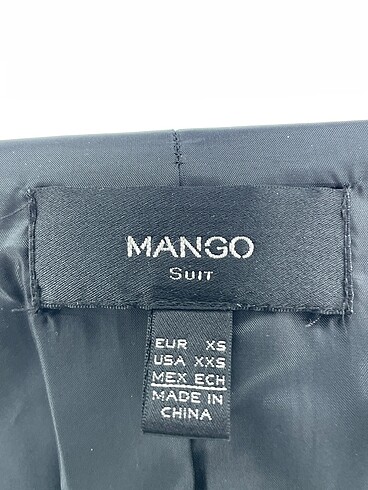 MANGO
SUIT
EUR XS
USA XXS
MEX ECH
MADE IN
CHINA